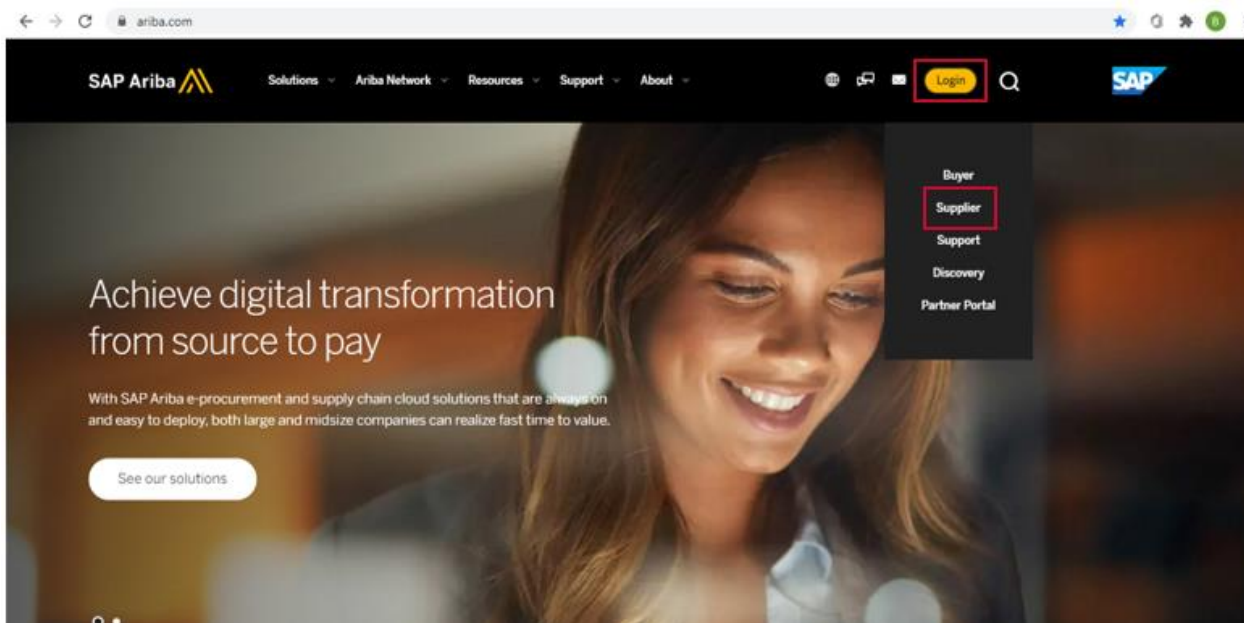 ariba.com
B
SAP Ariba
Solutions
Ariba Network
Resources
Support
About
Login
SAP
Buyer
Supplier
Support
Discovery
Partner Portal
Achieve digital transformation
from source to pay
With SAP Ariba e-procurement and supply chain cloud solutions that are always on
and easy to deploy, both large and midsize companies can realize fast time to value.
See our solutions